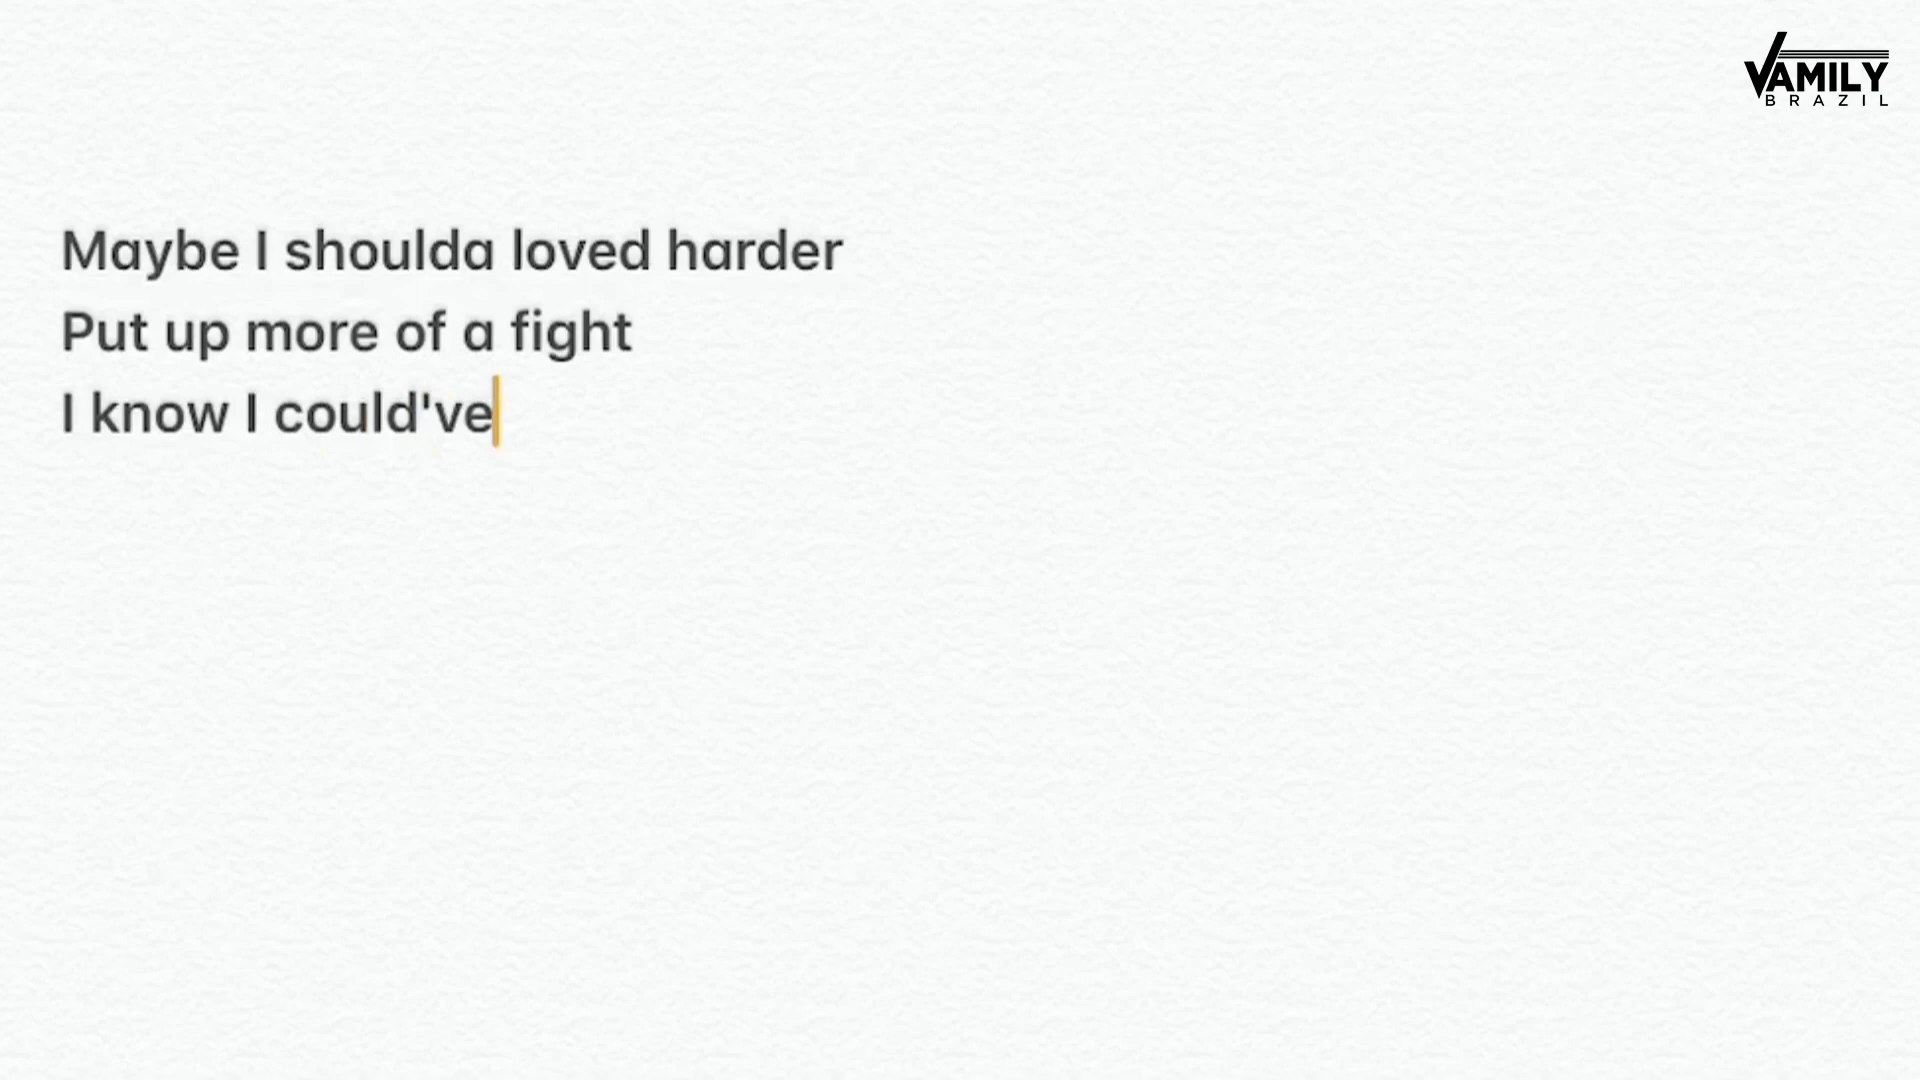 VAMILY
BRAZIL
Maybe I shoulda loved harder
Put up more of a fight
I know I could've